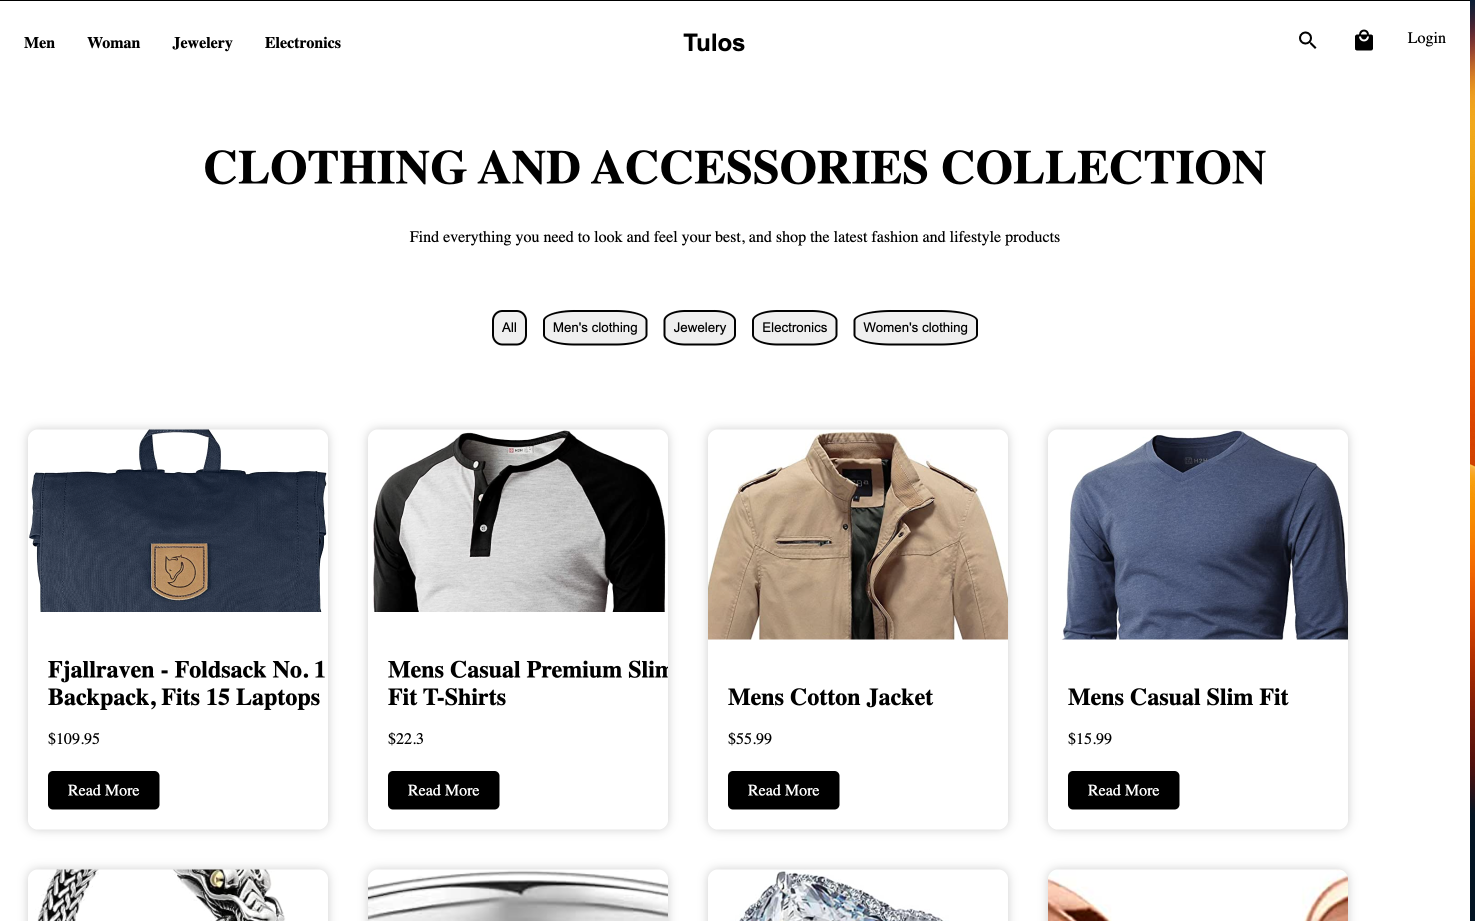 Men Woman Jewelery Electronics Tulos Login
CLOTHING AND ACCESSORIES COLLECTION
Find everything you need to look and feel your best, and shop the latest fashion and lifestyle products
All Men's clothing Jewelery Electronics Women's clothing
Fjallraven - Foldsack No. 1
Backpack, Fits 15 Laptops
$109.95
Read More
Mens Casual Premium Slim
Fit T-Shirts
$22.3
Read More
Mens Cotton Jacket
$55.99
Read More
Mens Casual Slim Fit
$15.99
Read More